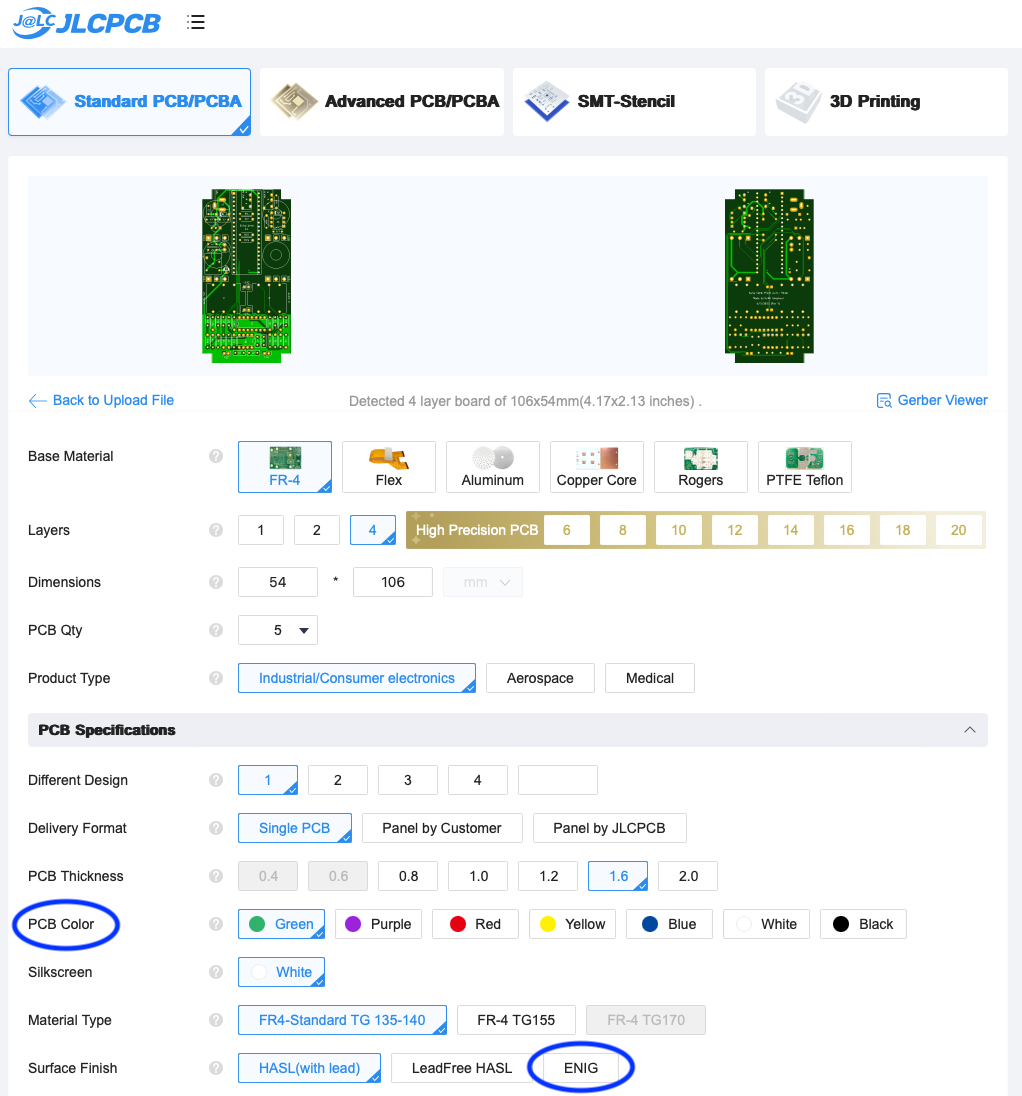 J@LC JLCPCB
Standard PCB/PCBA
Advanced PCB/PCBA
SMT-Stencil
3D Printing
Back to Upload File
Detected 4 layer board of 106x54mm(4.17x2.13 inches) .
Gerber Viewer
Base Material ? FR-4 Flex Aluminum Copper Core Rogers PTFE Teflon
Layers ? 1 2 4 High Precision PCB 6 8 10 12 14 16 18 20
Dimensions ? 54 * 106 mm
PCB Qty ? 5
Product Type ? Industrial/Consumer electronics Aerospace Medical
PCB Specifications
Different Design ? 1 2 3 4
Delivery Format ? Single PCB Panel by Customer Panel by JLCPCB
PCB Thickness ? 0.4 0.6 0.8 1.0 1.2 1.6 2.0
PCB Color ? Green Purple Red Yellow Blue White Black
Silkscreen ? White
Material Type ? FR4-Standard TG 135-140 FR-4 TG155 FR-4 TG170
Surface Finish ? HASL(with lead) LeadFree HASL ENIG